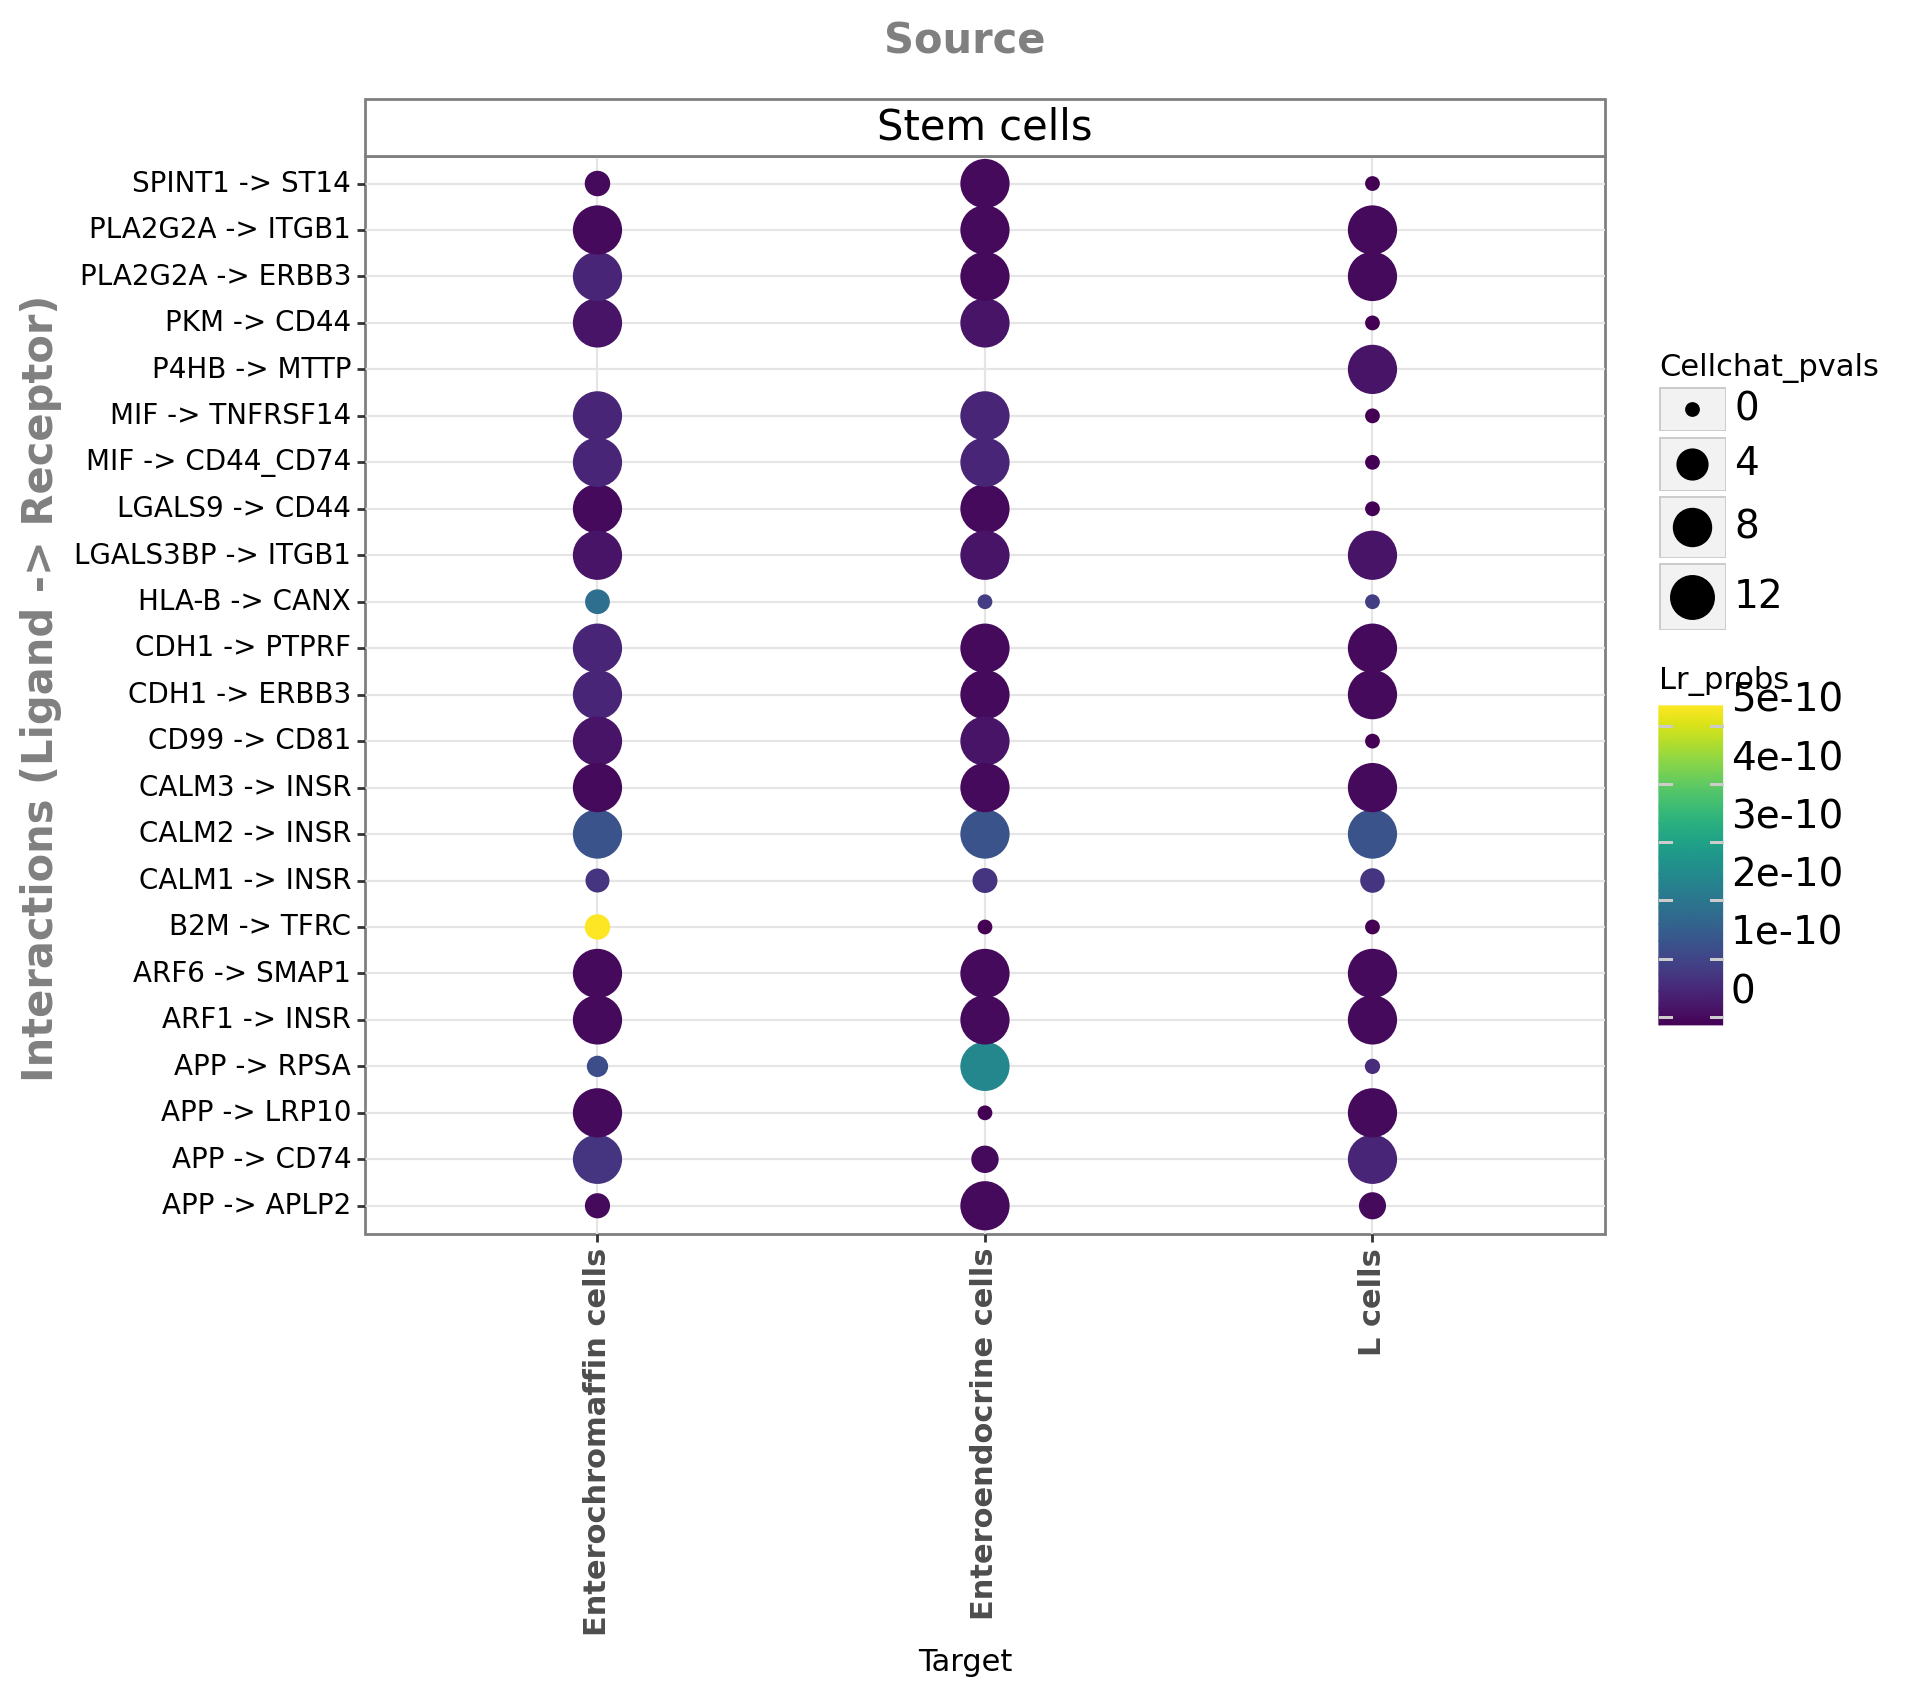 Source
Stem cells
Interactions (Ligand -> Receptor)
SPINT1 -> ST14
PLA2G2A -> ITGB1
PLA2G2A -> ERBB3
PKM -> CD44
P4HB -> MTTP
MIF -> TNFRSF14
MIF -> CD44_CD74
LGALS9 -> CD44
LGALS3BP -> ITGB1
HLA-B -> CANX
CDH1 -> PTPRF
CDH1 -> ERBB3
CD99 -> CD81
CALM3 -> INSR
CALM2 -> INSR
CALM1 -> INSR
B2M -> TFRC
ARF6 -> SMAP1
ARF1 -> INSR
APP -> RPSA
APP -> LRP10
APP -> CD74
APP -> APLP2
Enterochromaffin cells
Enteroendocrine cells
L cells
Target
Cellchat_pvals
0
4
8
12
Lr_probs
5e-10
4e-10
3e-10
2e-10
1e-10
0